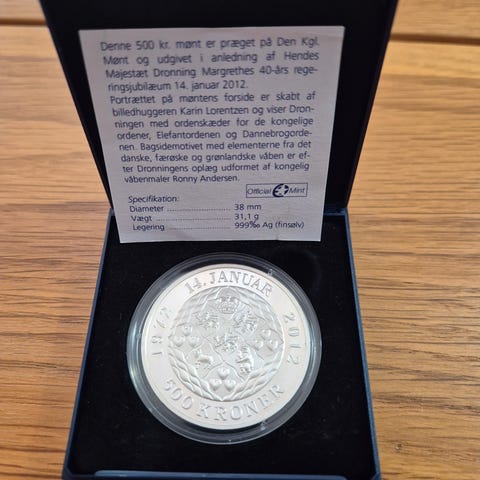 Denne 500 kr. mønt er præget på Den Kgl.
Mønt og udgivet i anledning af Hendes
Majestæt Dronning Margrethes 40-års rege-
ringsjubilæum 14. januar 2012.
Portrættet på møntens forside er skabt af
billedhuggeren Karin Lorentzen og viser Dron-
ningen med ordenskæder for de kongelige
ordener, Elefantordenen og Dannebrogorde-
nen. Bagsidemotivet med elementerne fra det
danske, færøske og grønlandske våben er ef-
ter Dronningens oplæg udformet af kongelig
våbenmaler Ronny Andersen.
Official Mint
Specifikation:
Diameter ........................ 38 mm
Vægt ............................ 31,1 g
Legering ........................ 999‰ Ag (finsølv)
1972 14. JANUAR 2012
500 KRONER